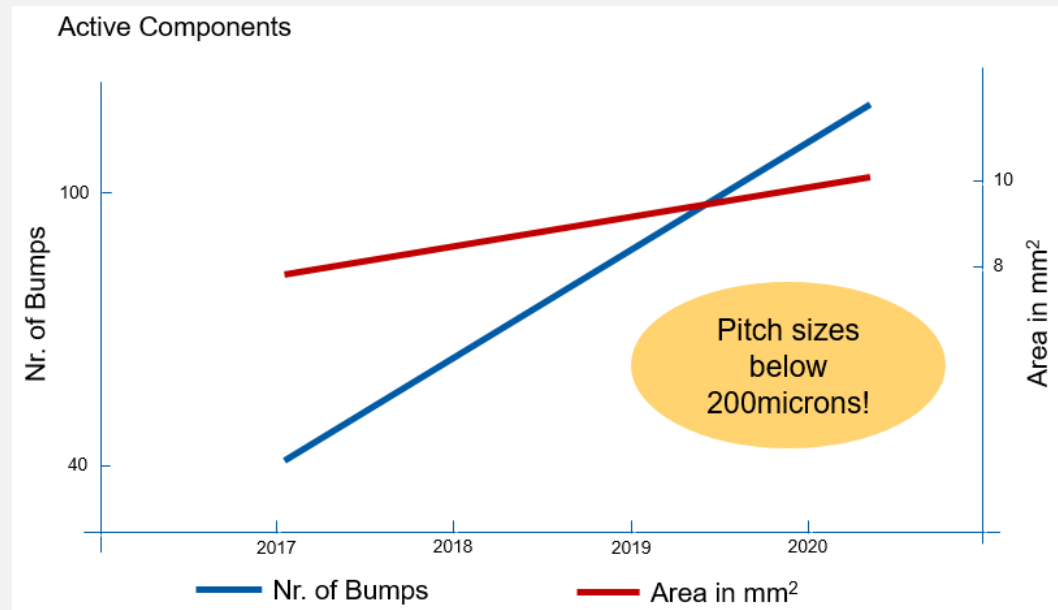 Active Components
Nr. of Bumps
100
40
10
8
Area in mm²
Pitch sizes
below
200microns!
2017 2018 2019 2020
Nr. of Bumps Area in mm²